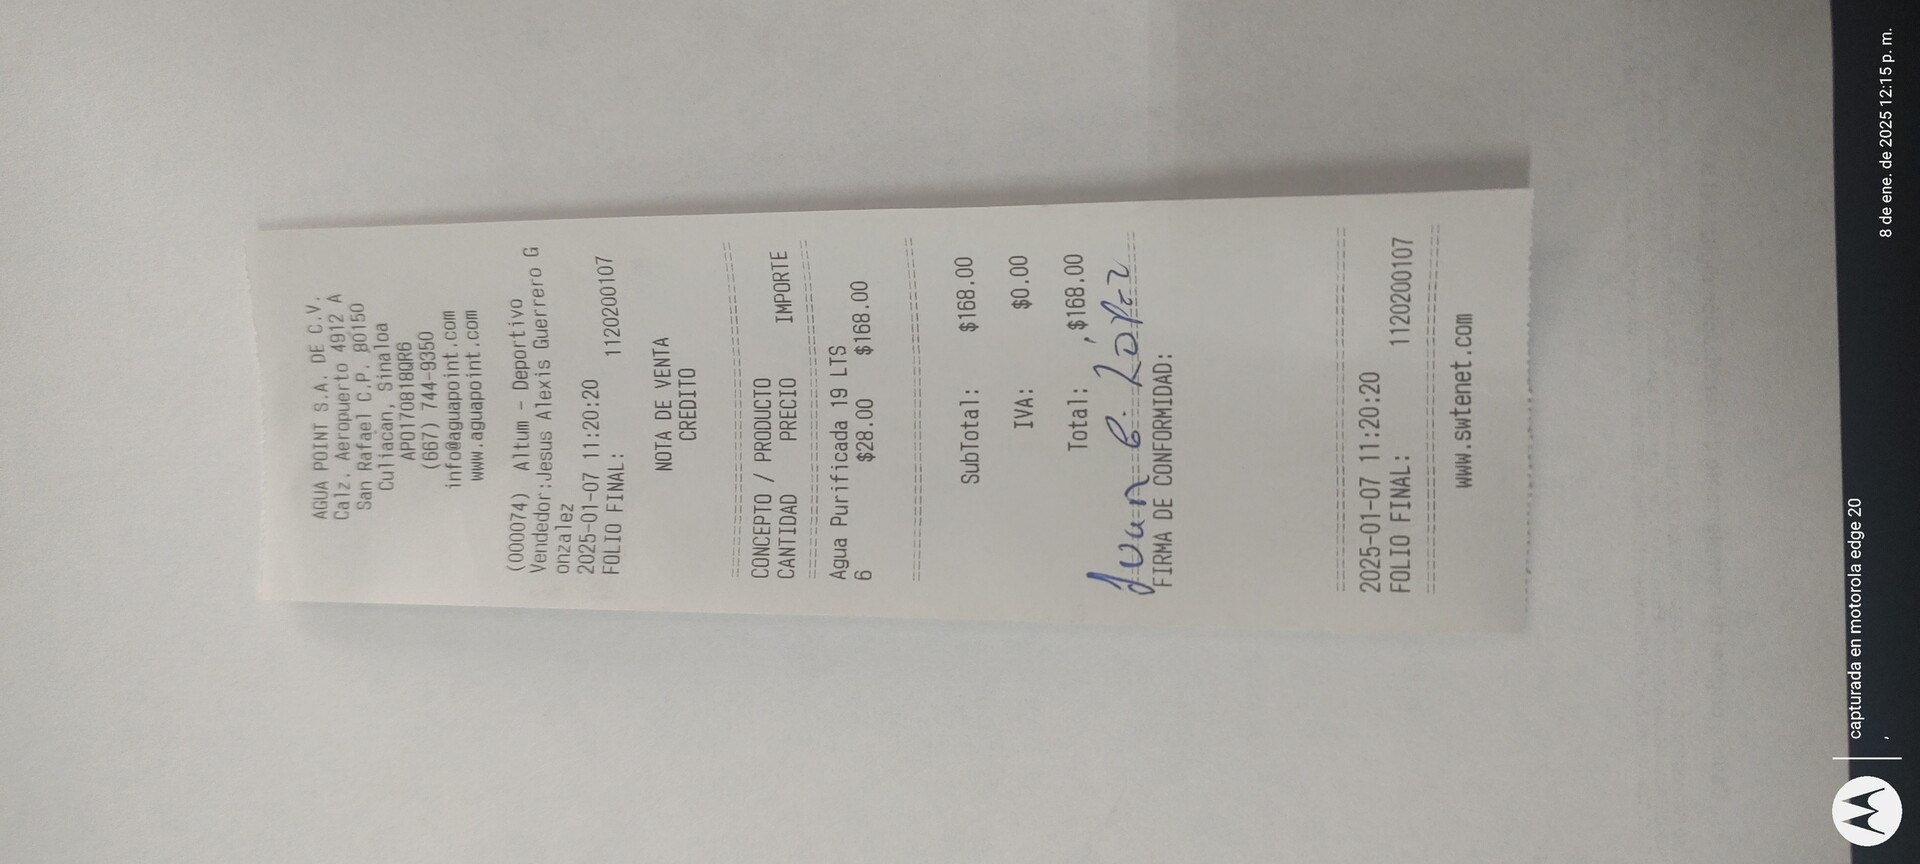 AGUA POINT S.A. DE C.V.
Calz. Aeropuerto 4912 A
San Rafael C.P. 80150
Culiacan, Sinaloa
APO170818QR6
(667) 744-9350
info@aguapoint.com
www.aguapoint.com
(000074) Altum - Deportivo
Vendedor:Jesus Alexis Guerrero G
onzalez
2025-01-07 11:20:20
FOLIO FINAL: 1120200107
NOTA DE VENTA
CREDITO
CONCEPTO / PRODUCTO
CANTIDAD PRECIO IMPORTE
Agua Purificada 19 LTS
6 $28.00 $168.00
SubTotal: $168.00
IVA: $0.00
Total: $168.00
Juan B. López
FIRMA DE CONFORMIDAD:
2025-01-07 11:20:20
FOLIO FINAL: 1120200107
www.swtenet.com
capturada en motorola edge 20
, 8 de ene. de 2025 12:15 p. m.